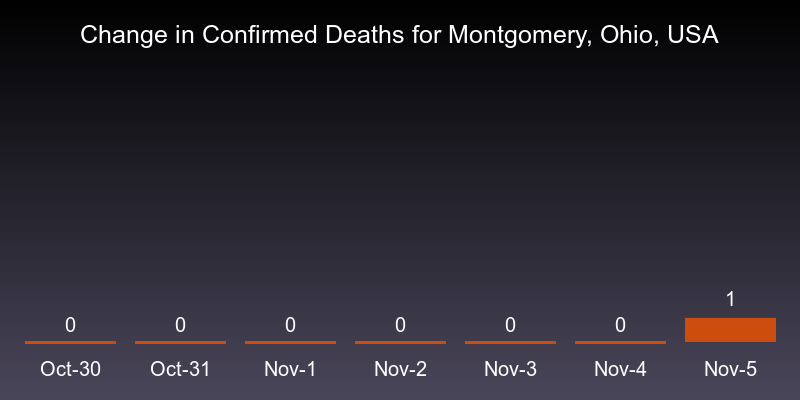 Change in Confirmed Deaths for Montgomery, Ohio, USA
0 0 0 0 0 0 1
Oct-30 Oct-31 Nov-1 Nov-2 Nov-3 Nov-4 Nov-5